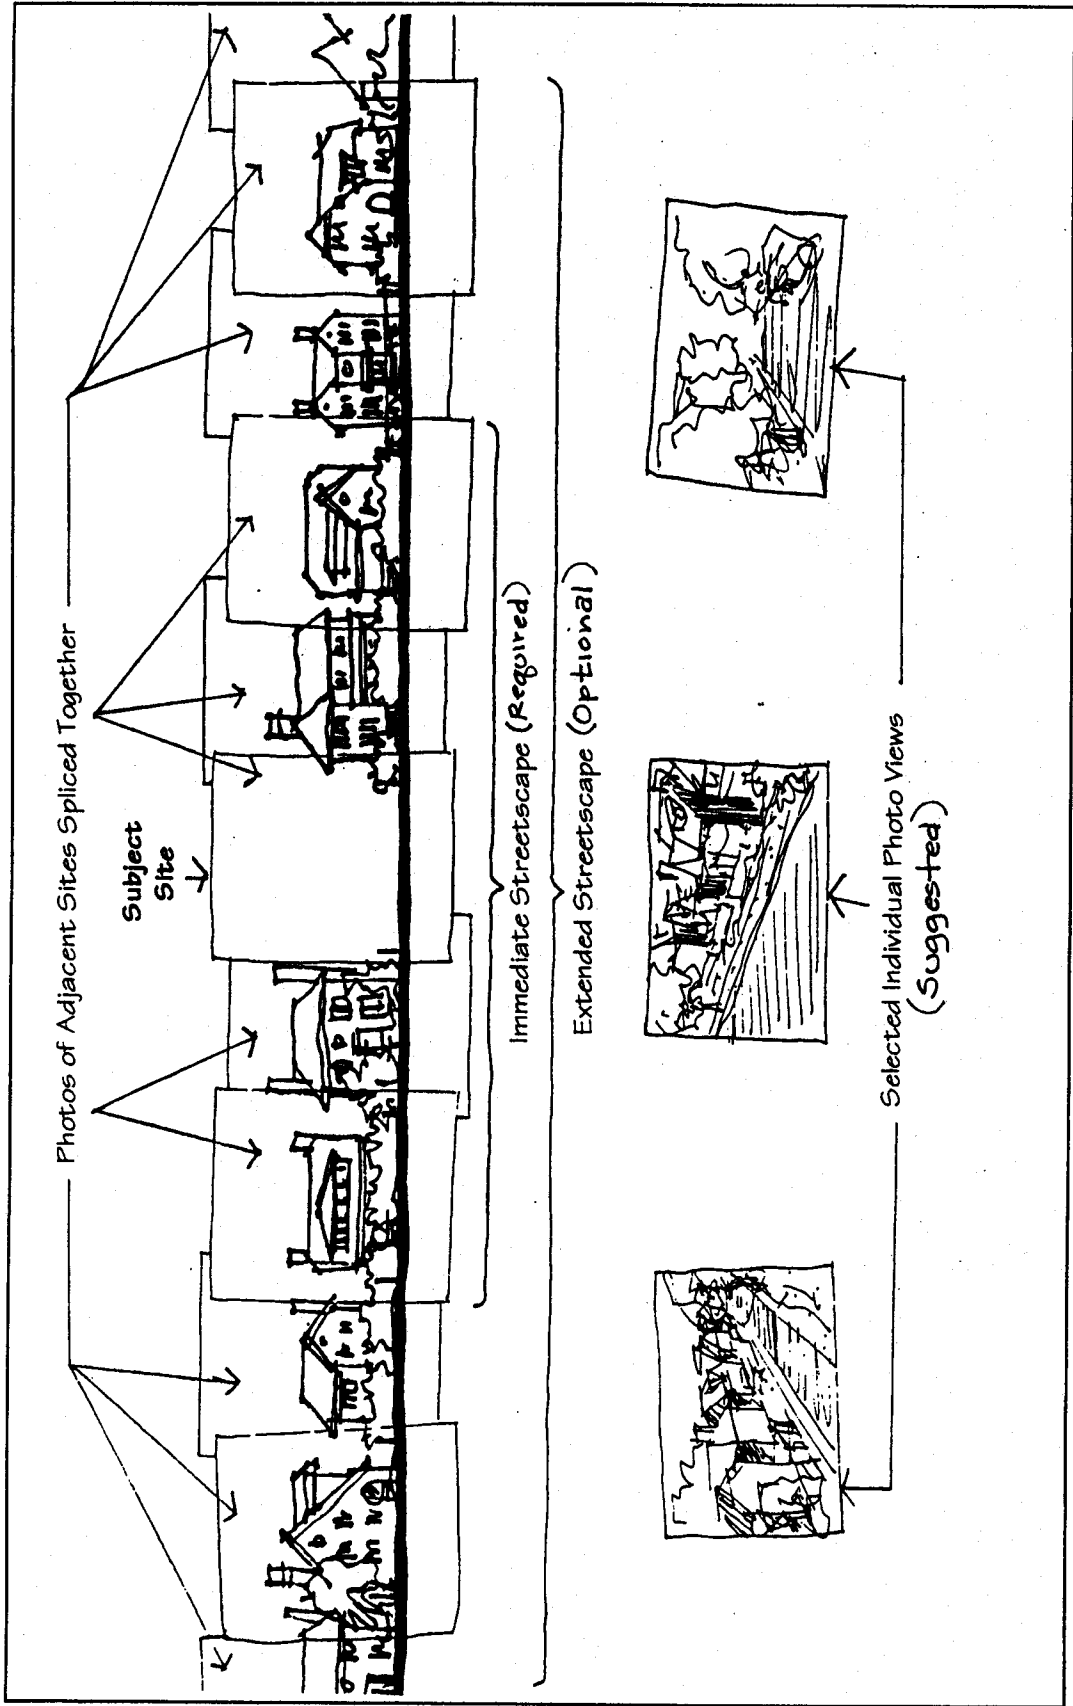 Photos of Adjacent Sites Spliced Together
Subject
Site
Immediate Streetscape (Required)
Extended Streetscape (Optional)
Selected Individual Photo Views
(Suggested)